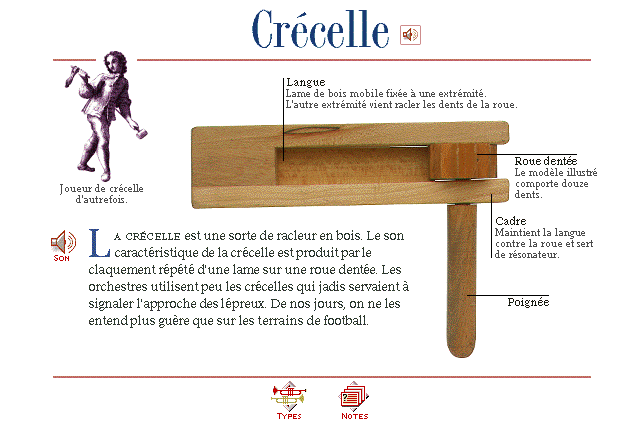 Crécelle
Langue
Lame de bois mobile fixée à une extrémité.
L'autre extrémité vient racler les dents de la roue.
Roue dentée
Le modèle illustré
comporte douze
dents.
Joueur de crécelle
d'autrefois.
Cadre
Maintient la langue
contre la roue et sert
de résonateur.
Son
La crécelle est une sorte de racleur en bois. Le son
caractéristique de la crécelle est produit par le
claquement répété d'une lame sur une roue dentée. Les
orchestres utilisent peu les crécelles qui jadis servaient à
signaler l'approche des lépreux. De nos jours, on ne les
entend plus guère que sur les terrains de football.
Poignée
Types
Notes